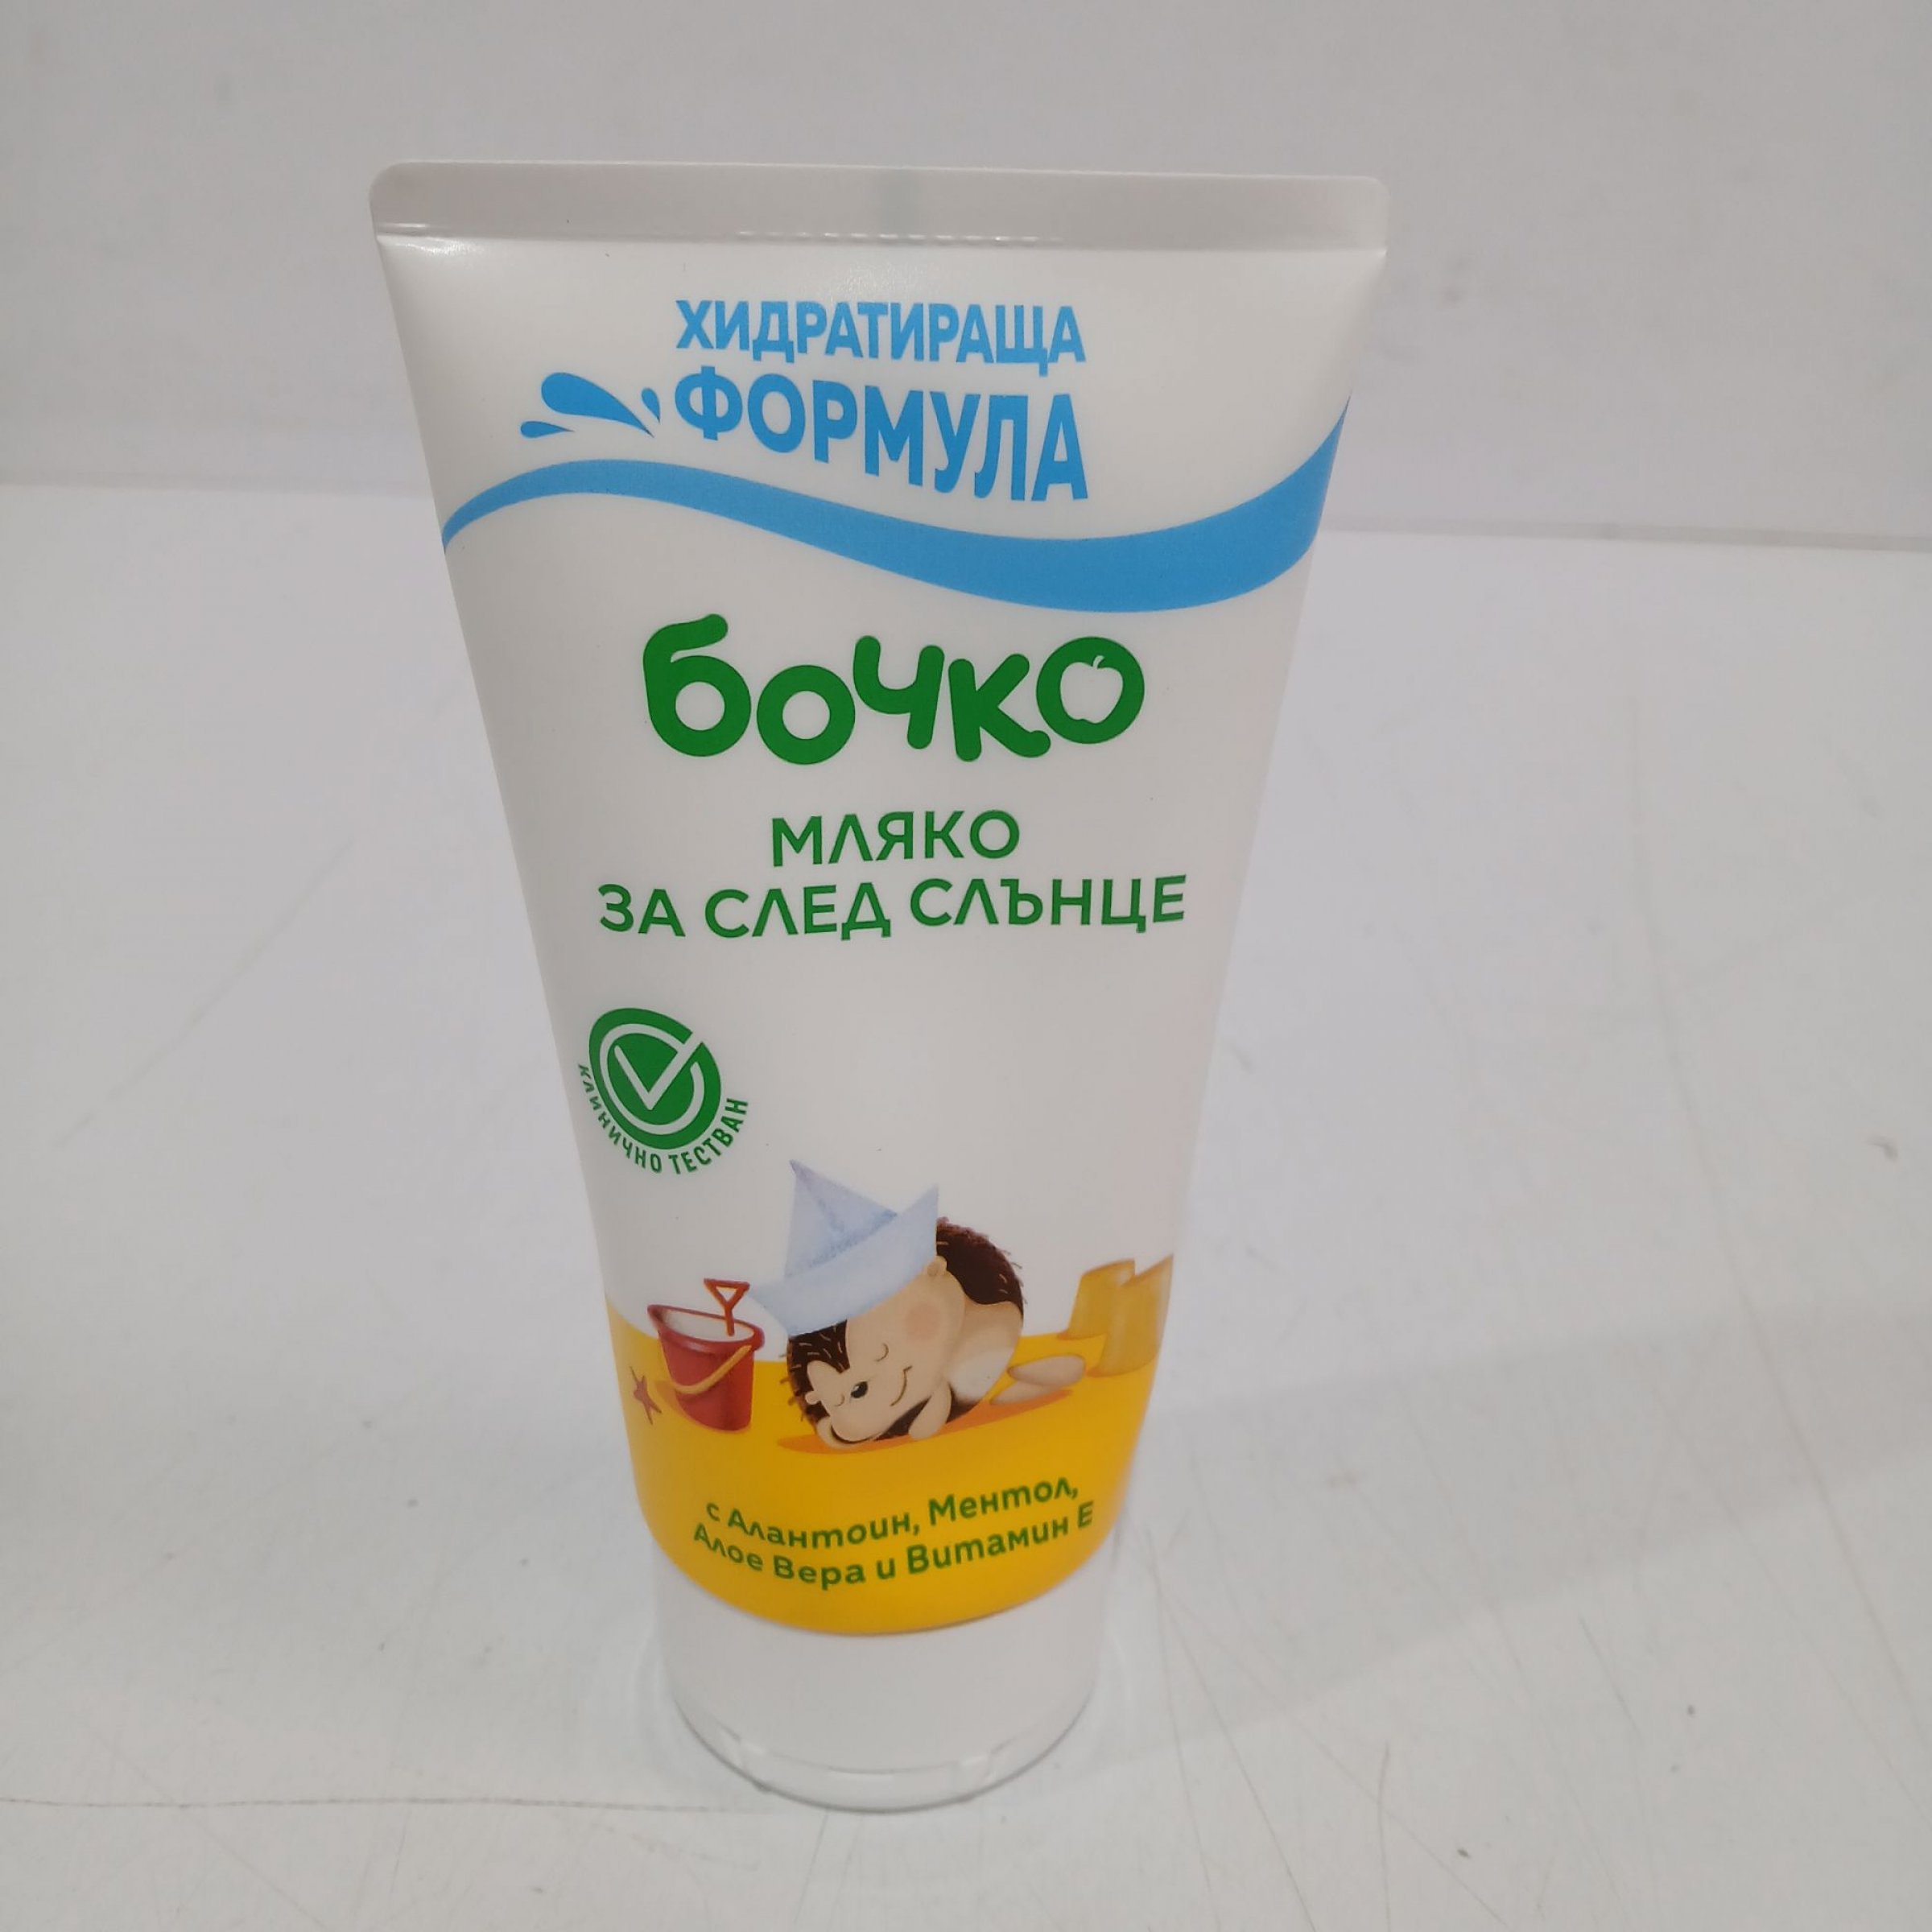 ХИДРАТИРАЩА
ФОРМУЛА
бочко
МЛЯКО
ЗА СЛЕД СЛЪНЦЕ
КЛИНИЧНО ТЕСТВАН
с Алантоин, Ментол,
Алое Вера и Витамин Е